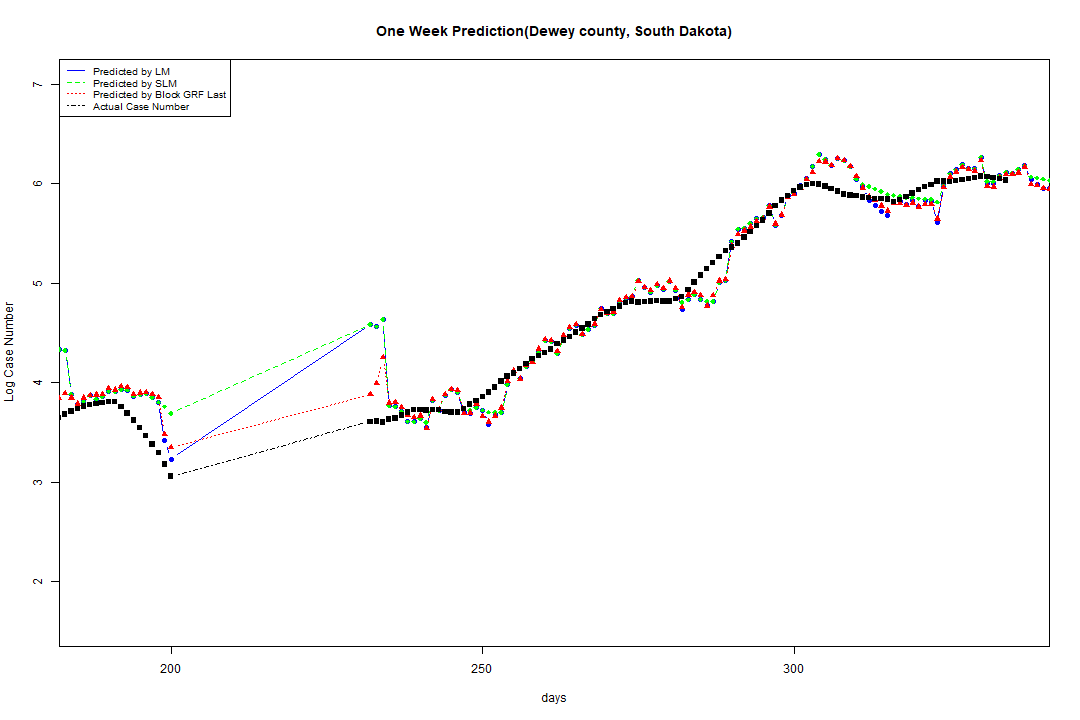 One Week Prediction(Dewey county, South Dakota)
Predicted by LM
Predicted by SLM
Predicted by Block GRF Last
Actual Case Number
Log Case Number
7
6
5
4
3
2
200 250 300
days